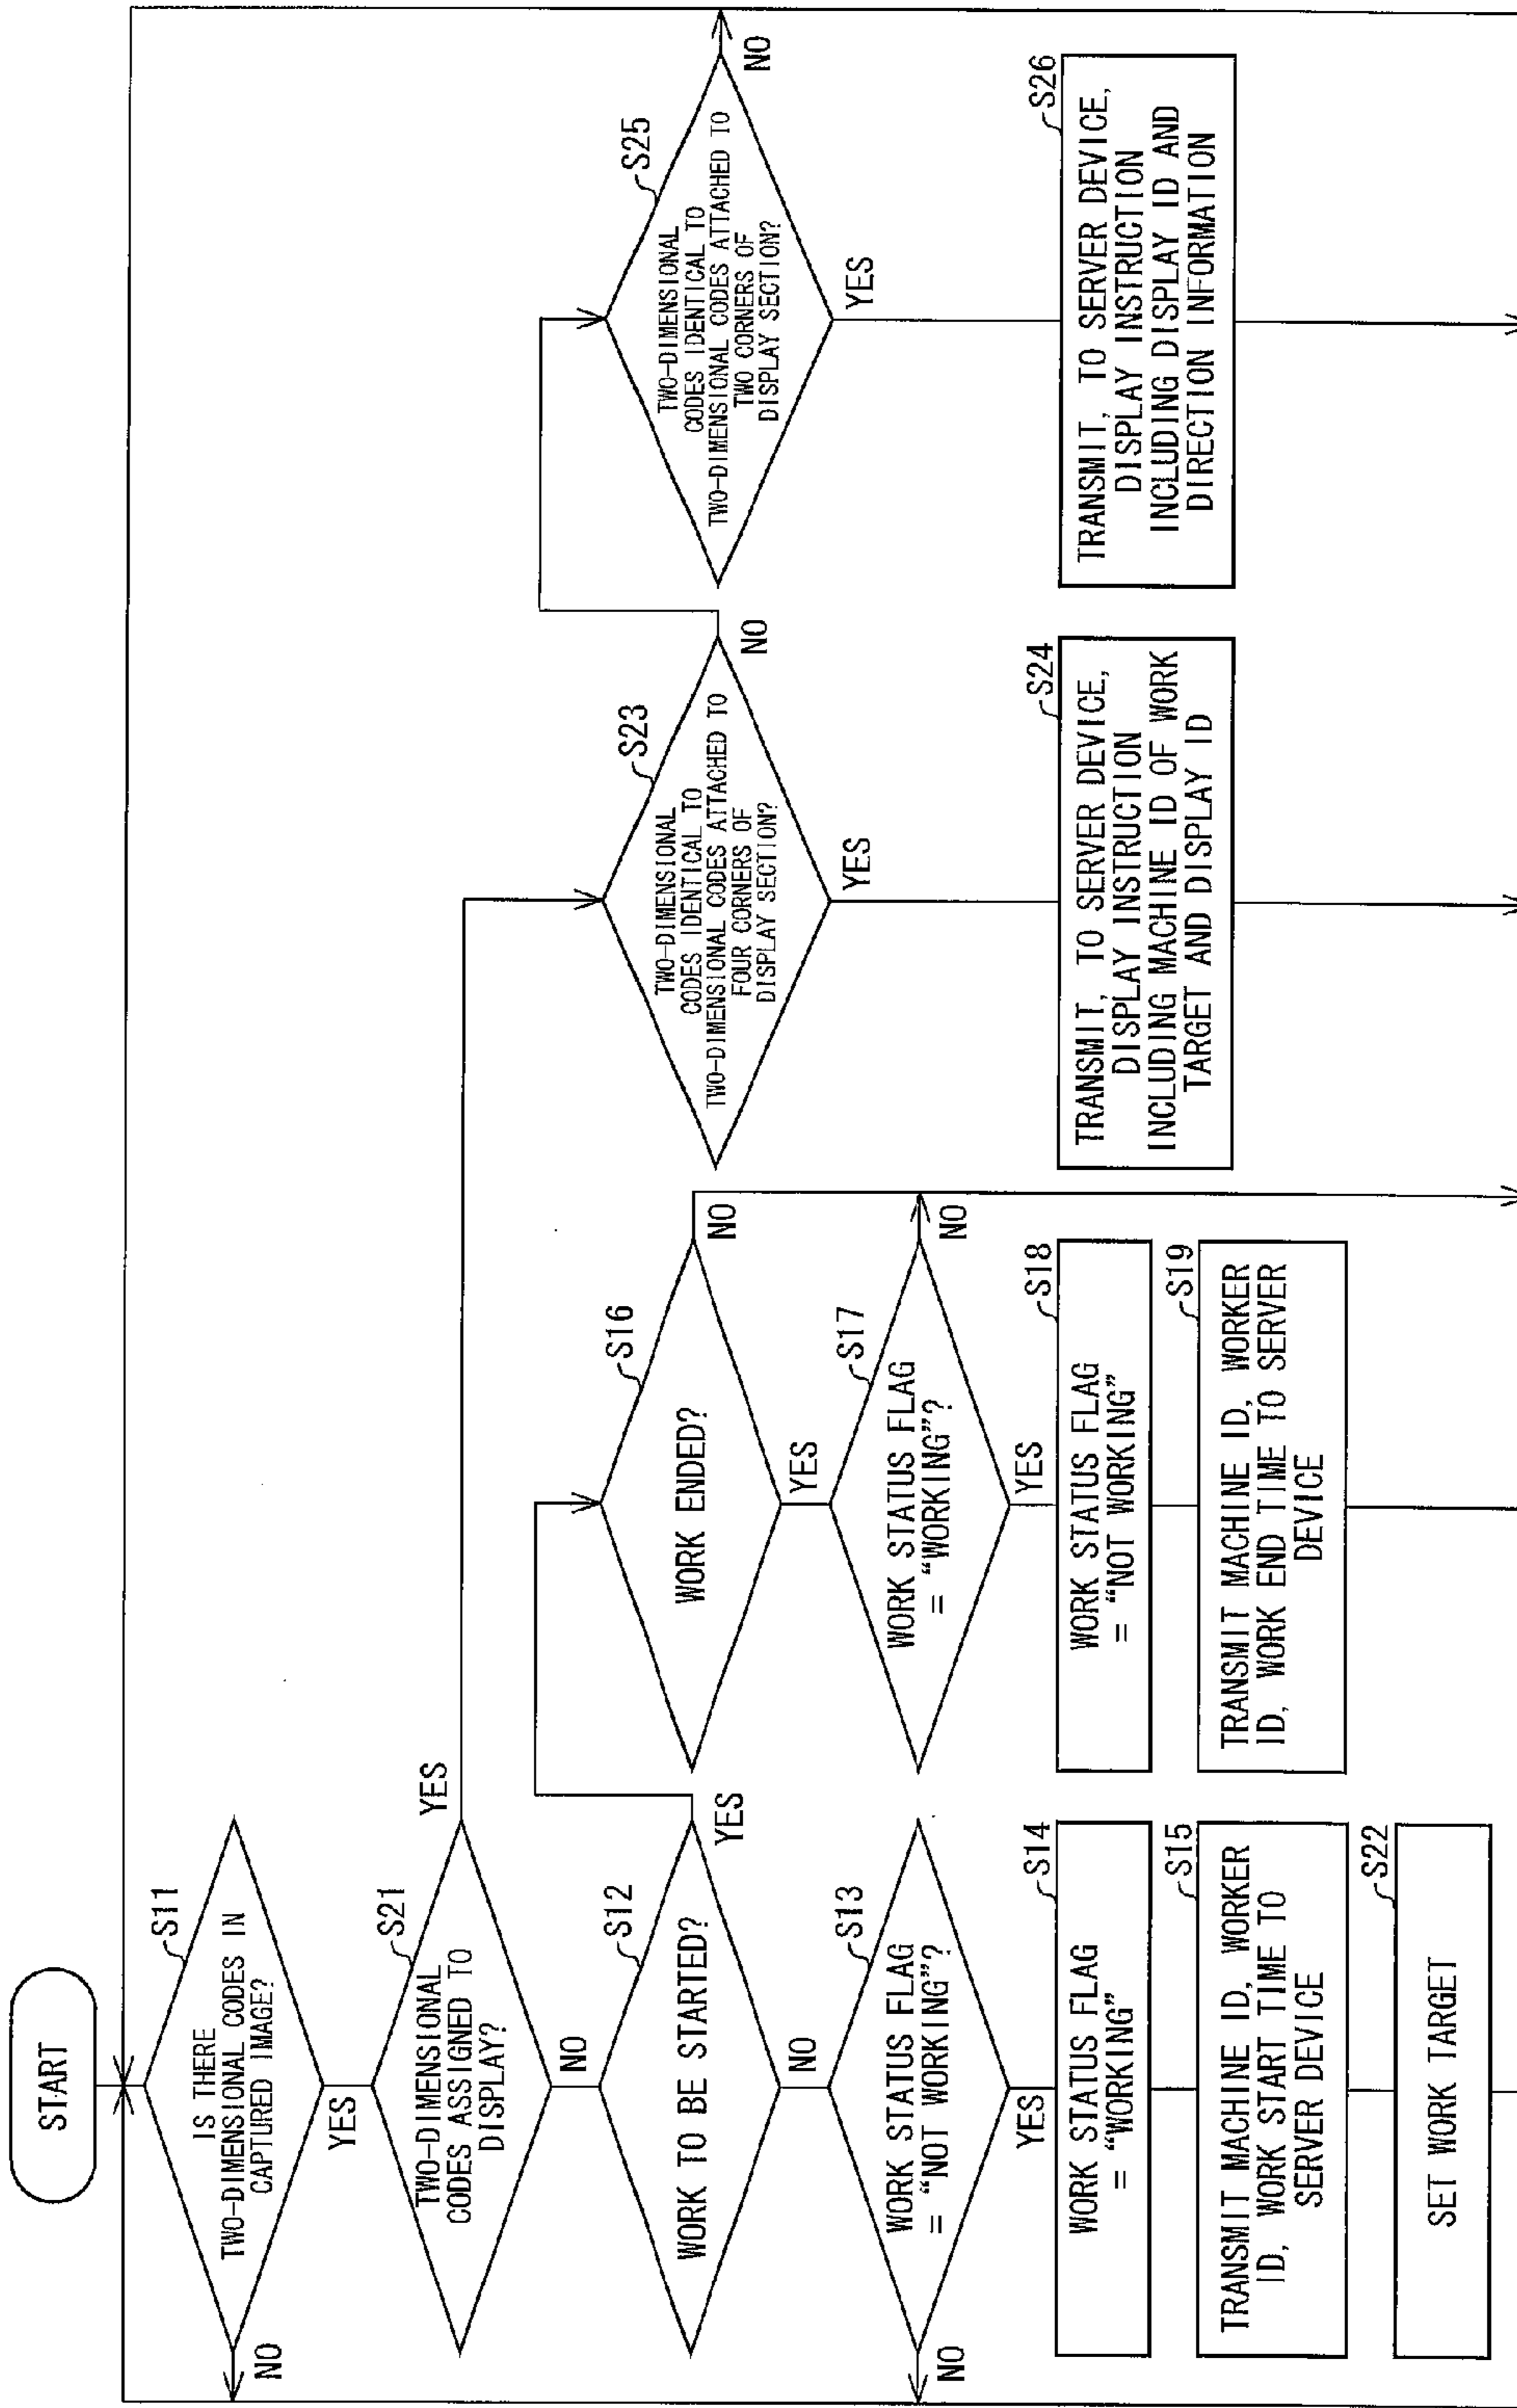 START
S11
IS THERE
TWO-DIMENSIONAL CODES IN
CAPTURED IMAGE?
NO
YES
S21
TWO-DIMENSIONAL
CODES ASSIGNED TO
DISPLAY?
YES
NO
S12
WORK TO BE STARTED?
YES
NO
S13
WORK STATUS FLAG
= “NOT WORKING”?
NO
YES
S14
WORK STATUS FLAG
= “WORKING”
S15
TRANSMIT MACHINE ID, WORKER
ID, WORK START TIME TO
SERVER DEVICE
S22
SET WORK TARGET
S16
WORK ENDED?
NO
YES
S17
WORK STATUS FLAG
= “WORKING”?
NO
YES
S18
WORK STATUS FLAG
= “NOT WORKING”
S19
TRANSMIT MACHINE ID, WORKER
ID, WORK END TIME TO SERVER
DEVICE
S23
TWO-DIMENSIONAL
CODES IDENTICAL TO
TWO-DIMENSIONAL CODES ATTACHED TO
FOUR CORNERS OF
DISPLAY SECTION?
NO
YES
S24
TRANSMIT, TO SERVER DEVICE,
DISPLAY INSTRUCTION
INCLUDING MACHINE ID OF WORK
TARGET AND DISPLAY ID
S25
TWO-DIMENSIONAL
CODES IDENTICAL TO
TWO-DIMENSIONAL CODES ATTACHED TO
TWO CORNERS OF
DISPLAY SECTION?
NO
YES
S26
TRANSMIT, TO SERVER DEVICE,
DISPLAY INSTRUCTION
INCLUDING DISPLAY ID AND
DIRECTION INFORMATION